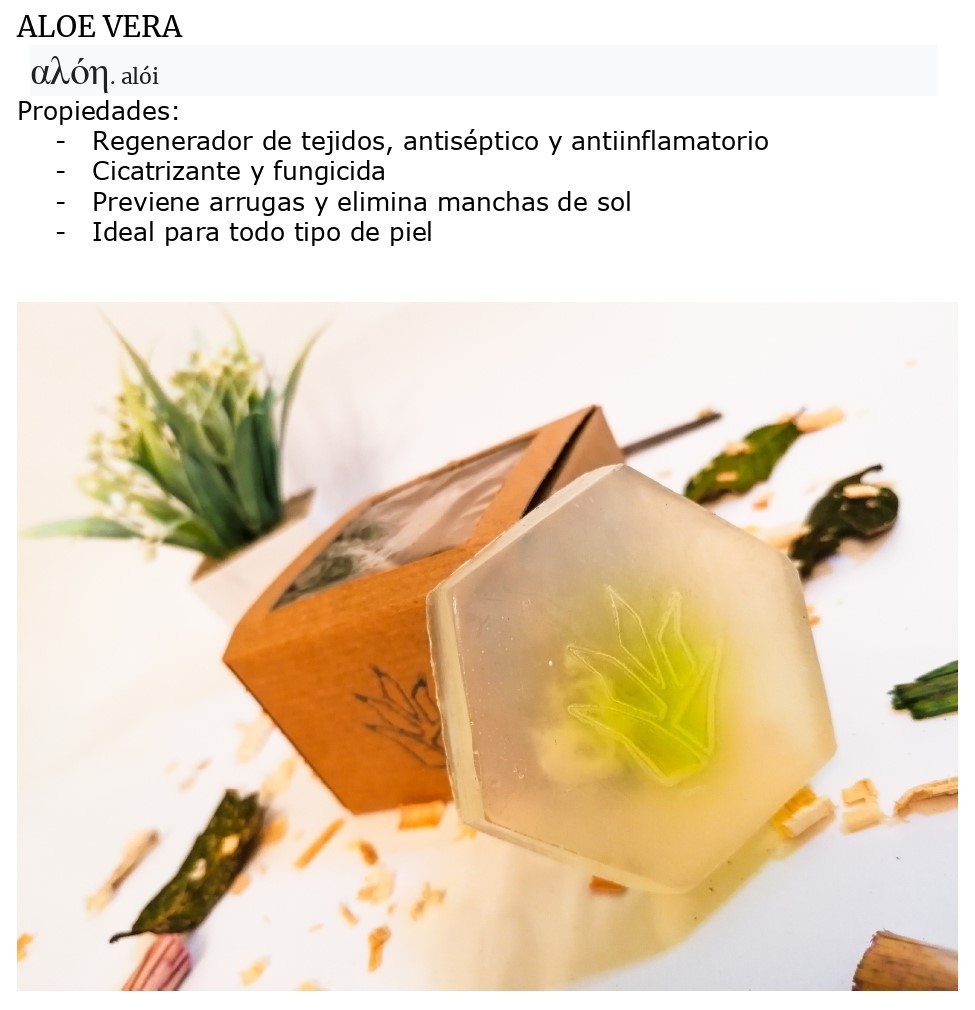 ALOE VERA
αλόη. alói
Propiedades:
- Regenerador de tejidos, antiséptico y antiinflamatorio
- Cicatrizante y fungicida
- Previene arrugas y elimina manchas de sol
- Ideal para todo tipo de piel